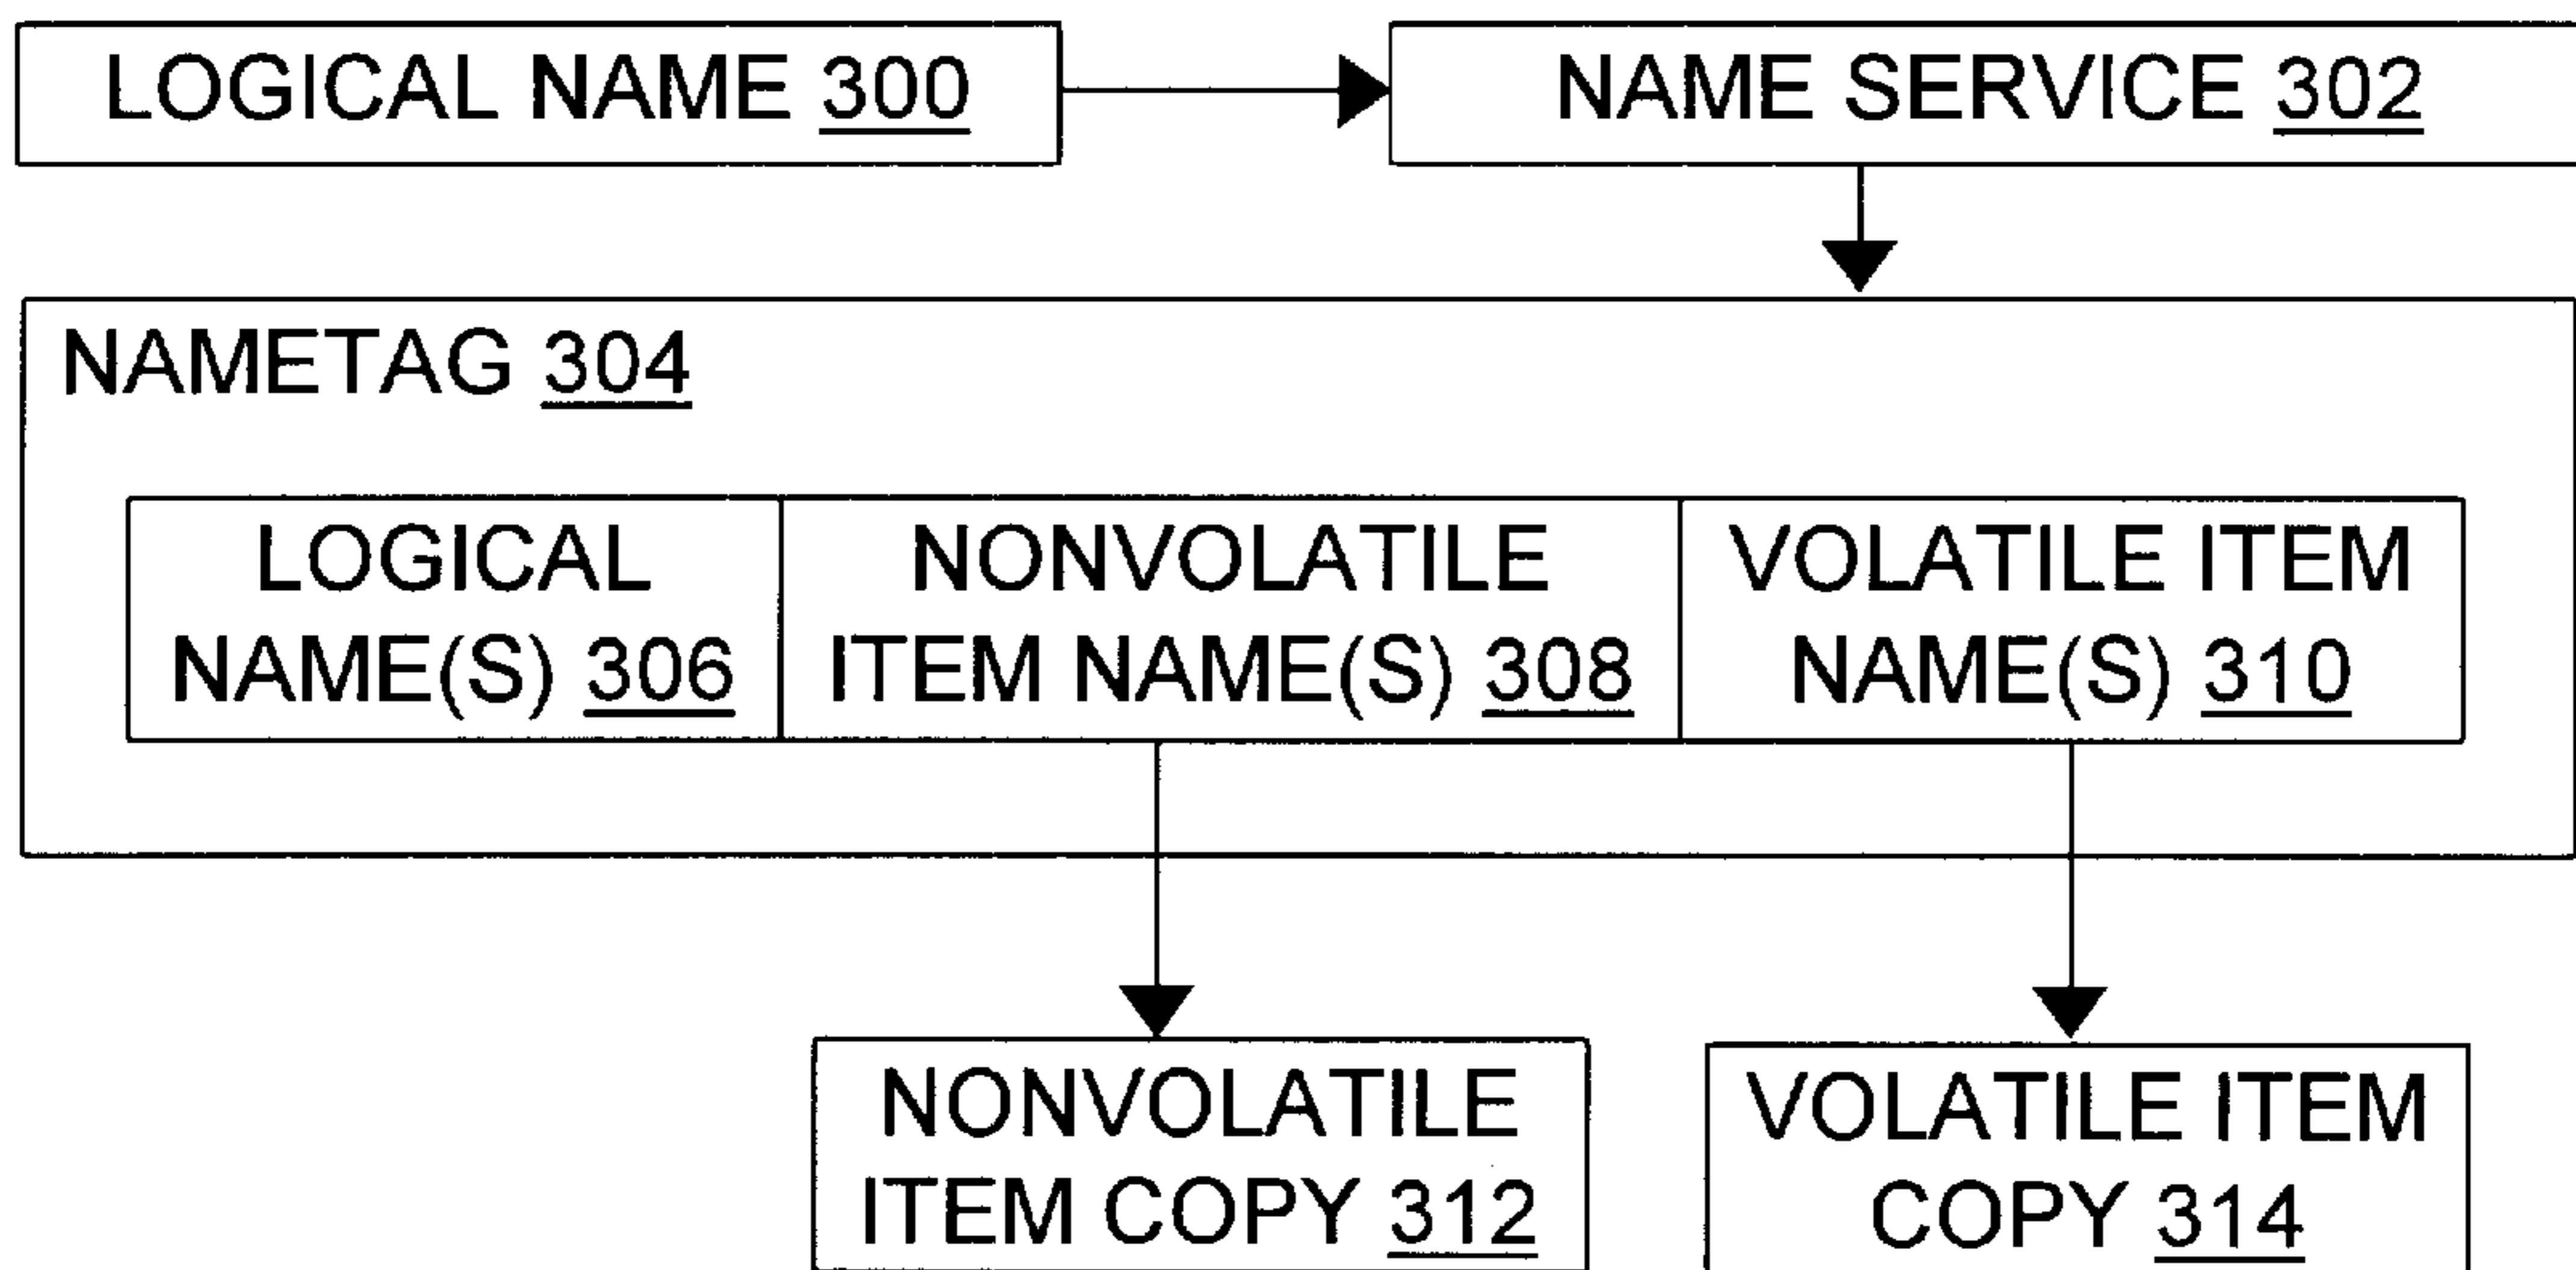 LOGICAL NAME 300
NAME SERVICE 302
NAMETAG 304
LOGICAL
NAME(S) 306
NONVOLATILE
ITEM NAME(S) 308
VOLATILE ITEM
NAME(S) 310
NONVOLATILE
ITEM COPY 312
VOLATILE ITEM
COPY 314